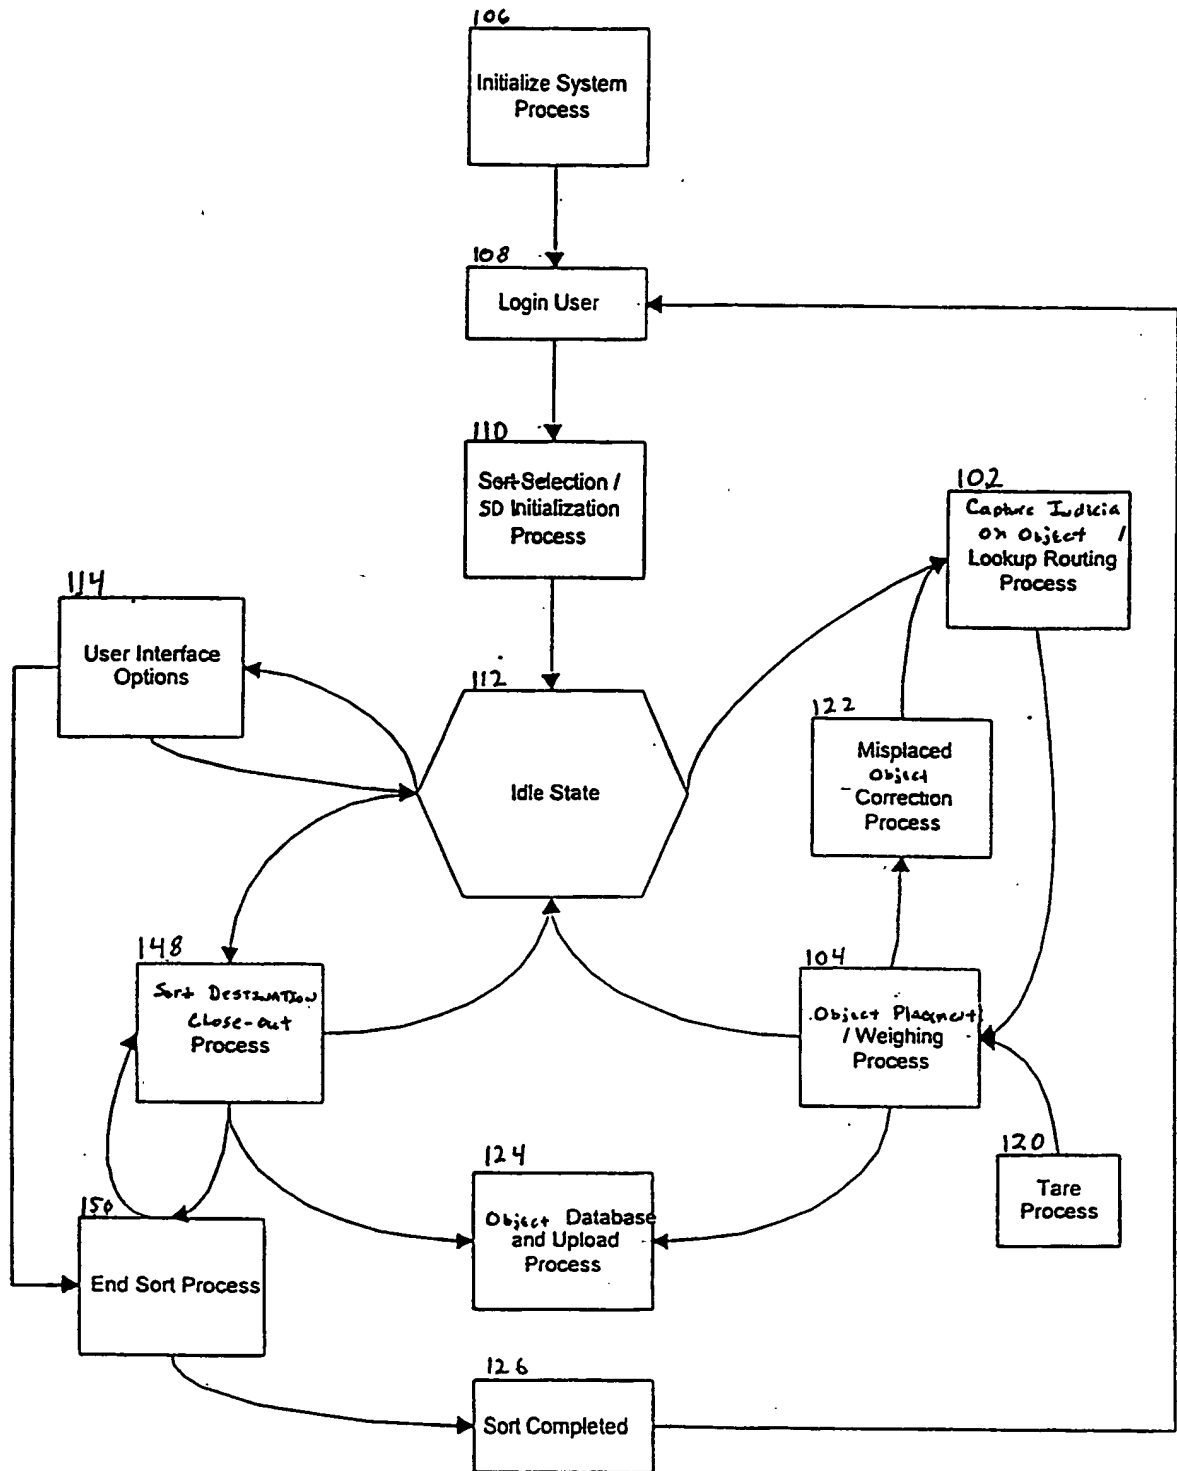 106
Initialize System
Process
108
Login User
110
Sort Selection /
SD Initialization
Process
102
Capture Indicia
on Object /
Lookup Routing
Process
114
User Interface
Options
112
Idle State
122
Misplaced
Object
Correction
Process
148
Sort DESTINATION
Close-out
Process
104
Object Placement
/ Weighing
Process
124
Object Database
and Upload
Process
120
Tare
Process
150
End Sort Process
126
Sort Completed